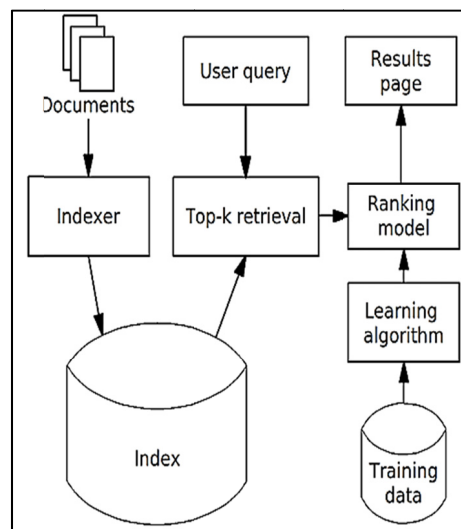 Documents
User query
Results
page
Indexer
Top-k retrieval
Ranking
model
Learning
algorithm
Index
Training
data